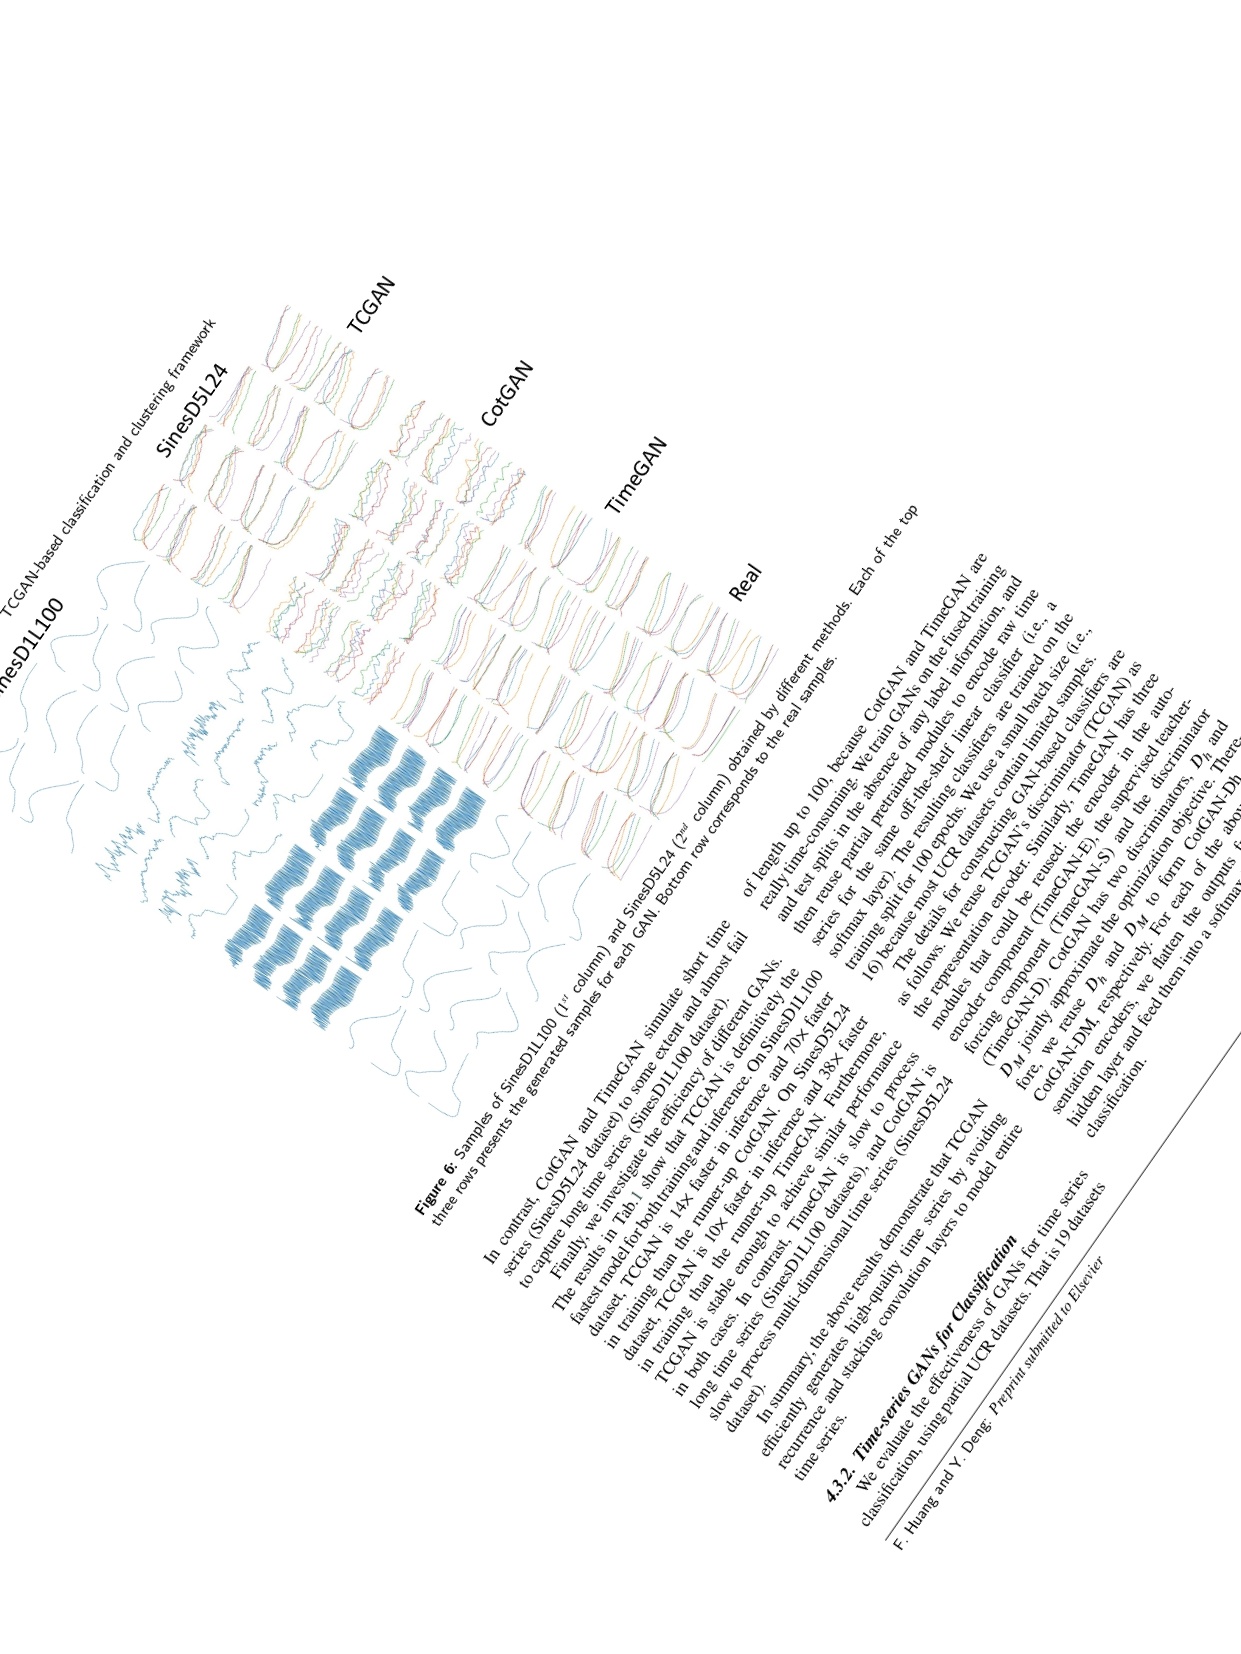 TCGAN-based classification and clustering framework
SinesD5L24
TCGAN
CotGAN
TimeGAN
Real
Figure 6: Samples of SinesD1L100 (1st column) and SinesD5L24 (2nd column) obtained by different methods. Each of the top
three rows presents the generated samples for each GAN. Bottom row corresponds to the real samples.
In contrast, CotGAN and TimeGAN simulate short time
series (SinesD5L24 dataset) to some extent and almost fail
to capture long time series (SinesD1L100 dataset).
Finally, we investigate the efficiency of different GANs.
The results in Tab.1 show that TCGAN is definitively the
fastest model for both training and inference. On SinesD1L100
dataset, TCGAN is 14× faster in inference and 70× faster
in training than the runner-up CotGAN. On SinesD5L24
dataset, TCGAN is 10× faster in inference and 38× faster
in training than the runner-up TimeGAN. Furthermore,
TCGAN is stable enough to achieve similar performance
in both cases. In contrast, TimeGAN is slow to process
long time series (SinesD1L100 datasets), and CotGAN is
slow to process multi-dimensional time series (SinesD5L24
dataset).
In summary, the above results demonstrate that TCGAN
efficiently generates high-quality time series by avoiding
recurrence and stacking convolution layers to model entire
time series.
4.3.2. Time-series GANs for Classification
We evaluate the effectiveness of GANs for time series
classification, using partial UCR datasets. That is 19 datasets
of length up to 100, because CotGAN and TimeGAN are
really time-consuming. We train GANs on the fused training
and test splits in the absence of any label information, and
then reuse partial pretrained modules to encode raw time
series for the same off-the-shelf linear classifier (i.e., a
softmax layer). The resulting classifiers are trained on the
training split for 100 epochs. We use a small batch size (i.e.,
16) because most UCR datasets contain limited samples.
The details for constructing GAN-based classifiers are
as follows. We reuse TCGAN's discriminator (TCGAN) as
the representation encoder. Similarly, TimeGAN has three
modules that could be reused: the encoder in the auto-
encoder component (TimeGAN-E), the supervised teacher-
forcing component (TimeGAN-S) and the discriminator
(TimeGAN-D). CotGAN has two discriminators, D_h and
D_M jointly approximate the optimization objective. There-
fore, we reuse D_h and D_M to form CotGAN-Dh
CotGAN-DM, respectively. For each of the
sentation encoders, we flatten the outputs
hidden layer and feed them into a softmax
classification.
F. Huang and Y. Deng: Preprint submitted to Elsevier